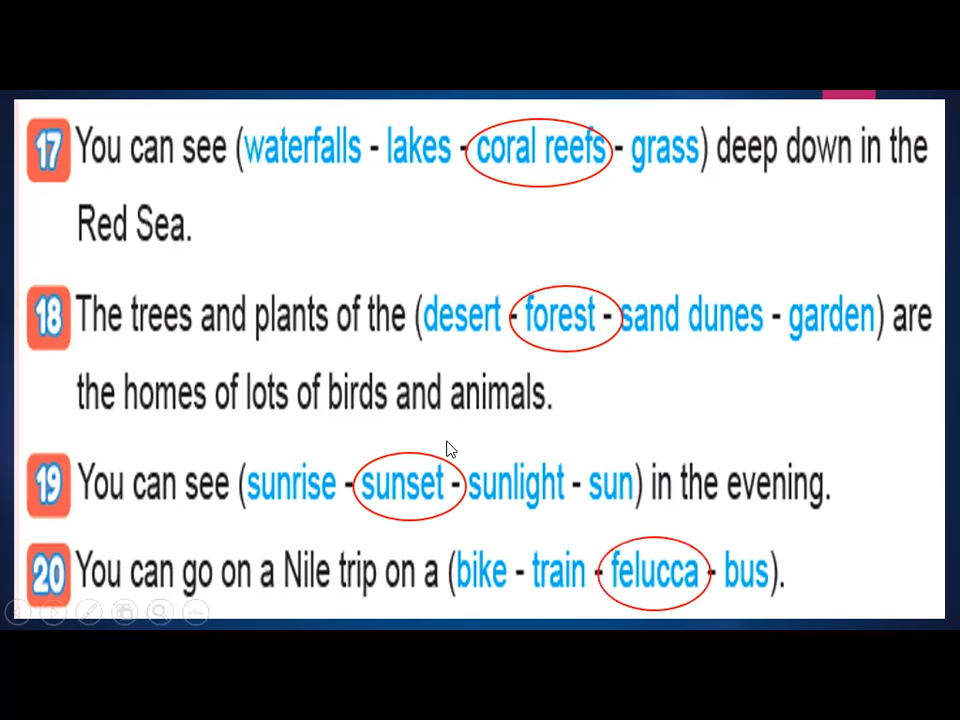 17 You can see (waterfalls - lakes - coral reefs - grass) deep down in the
Red Sea.
18 The trees and plants of the (desert - forest - sand dunes - garden) are
the homes of lots of birds and animals.
19 You can see (sunrise - sunset - sunlight - sun) in the evening.
20 You can go on a Nile trip on a (bike - train - felucca - bus).